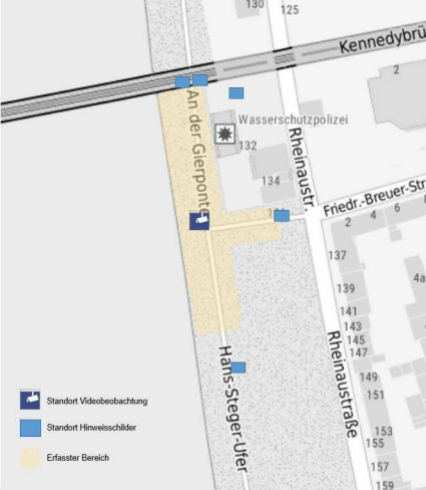 130
125
Kennedybrü
2
An der Gierponte
Wasserschutzpolizei
132
Rheinaustr.
134
Friedr.-Breuer-Str
2
4
6
137
4a
139
141
143
145
147
149
151
153
155
157
159
Rheinaustraße
Hans-Steger-Ufer
Standort Videobeobachtung
Standort Hinweisschilder
Erfasster Bereich